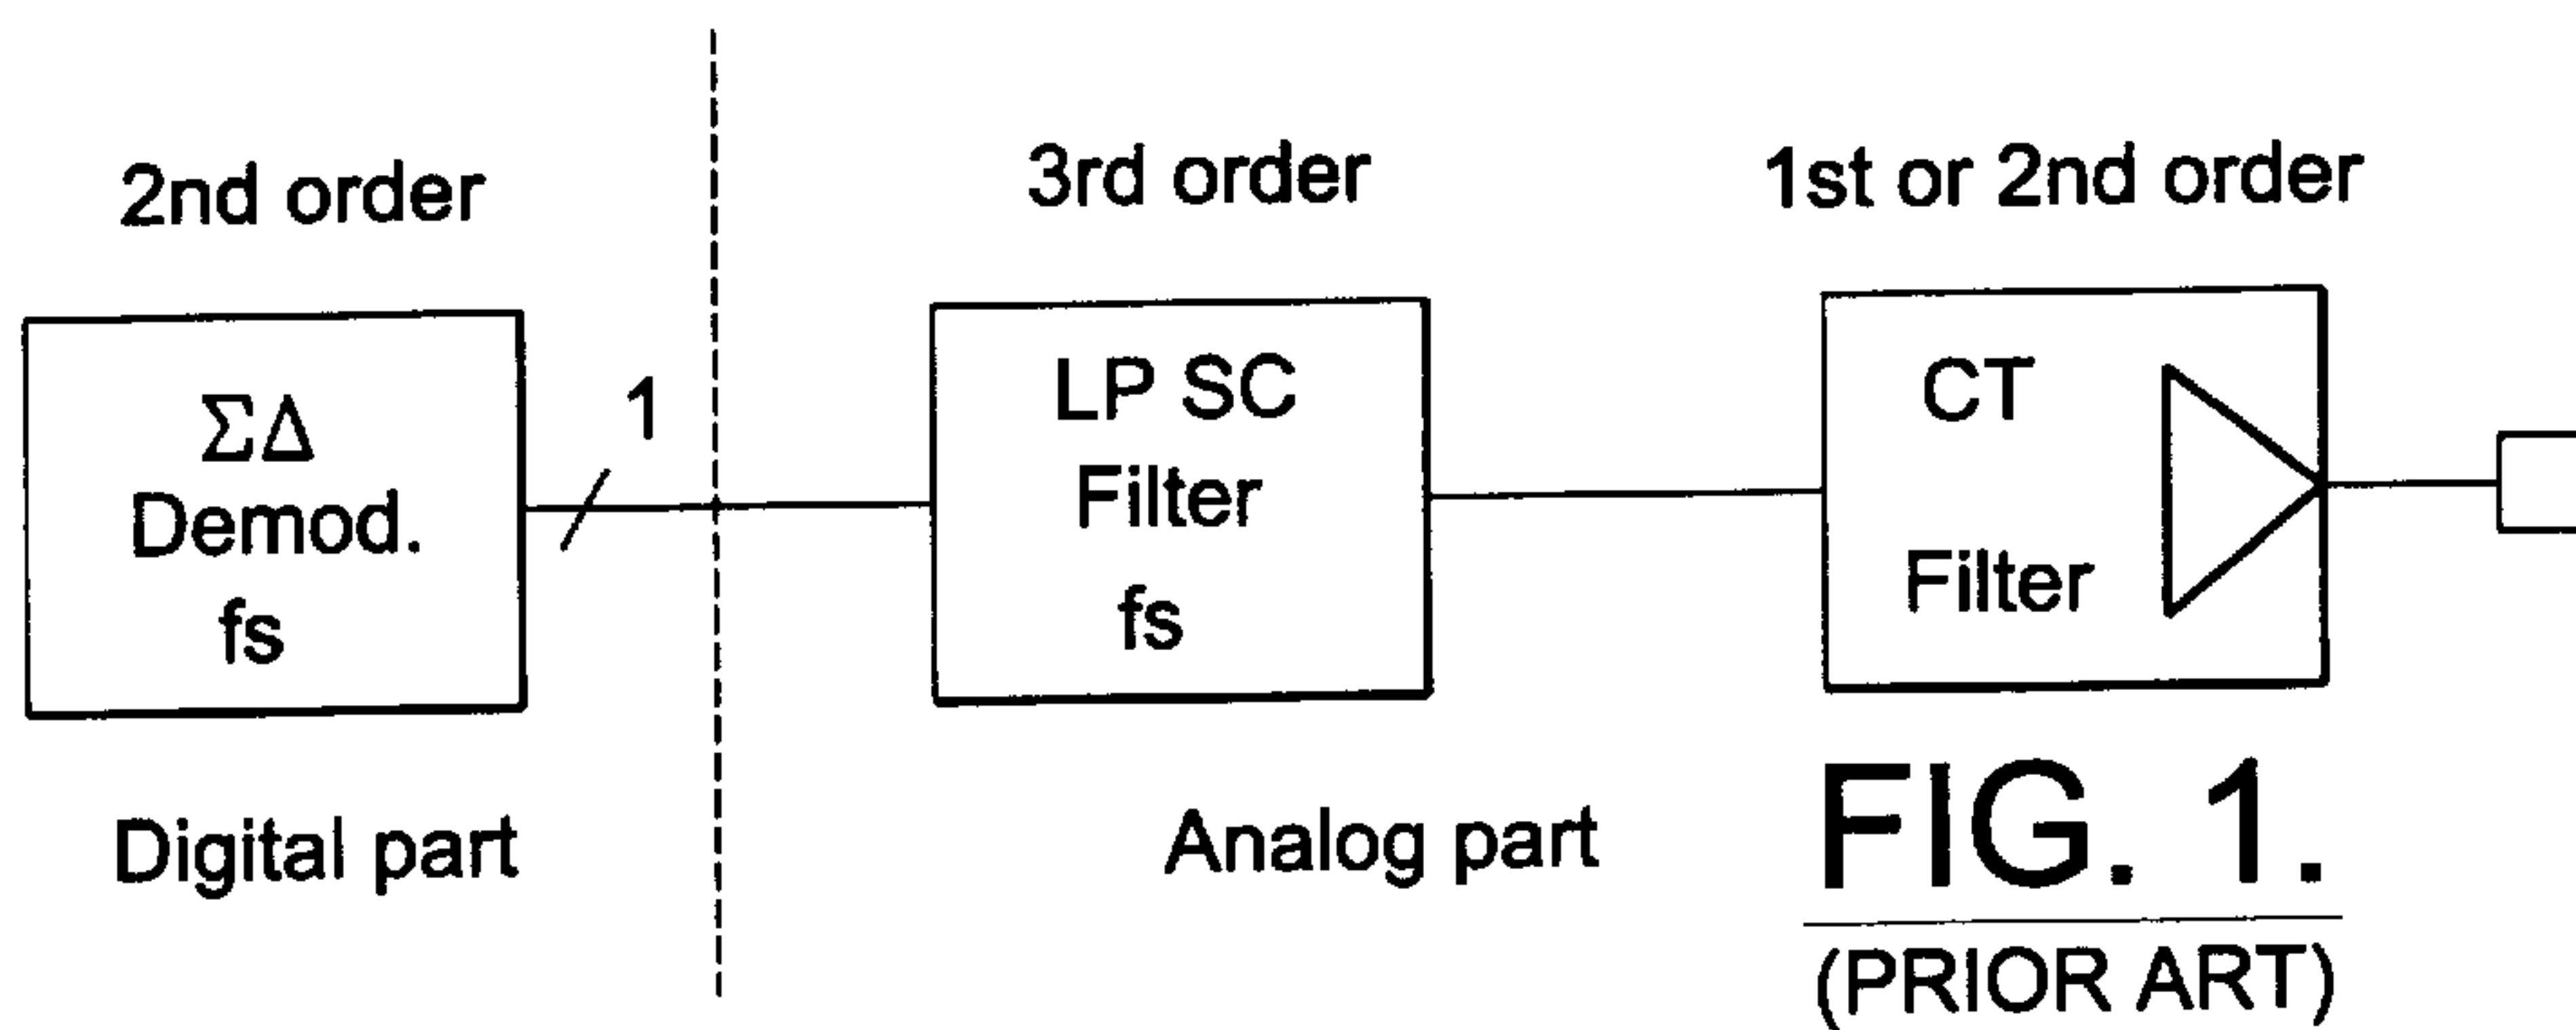 2nd order
3rd order
1st or 2nd order
ΣΔ
Demod.
fs
1
LP SC
Filter
fs
CT
Filter
Digital part
Analog part
FIG. 1.
(PRIOR ART)